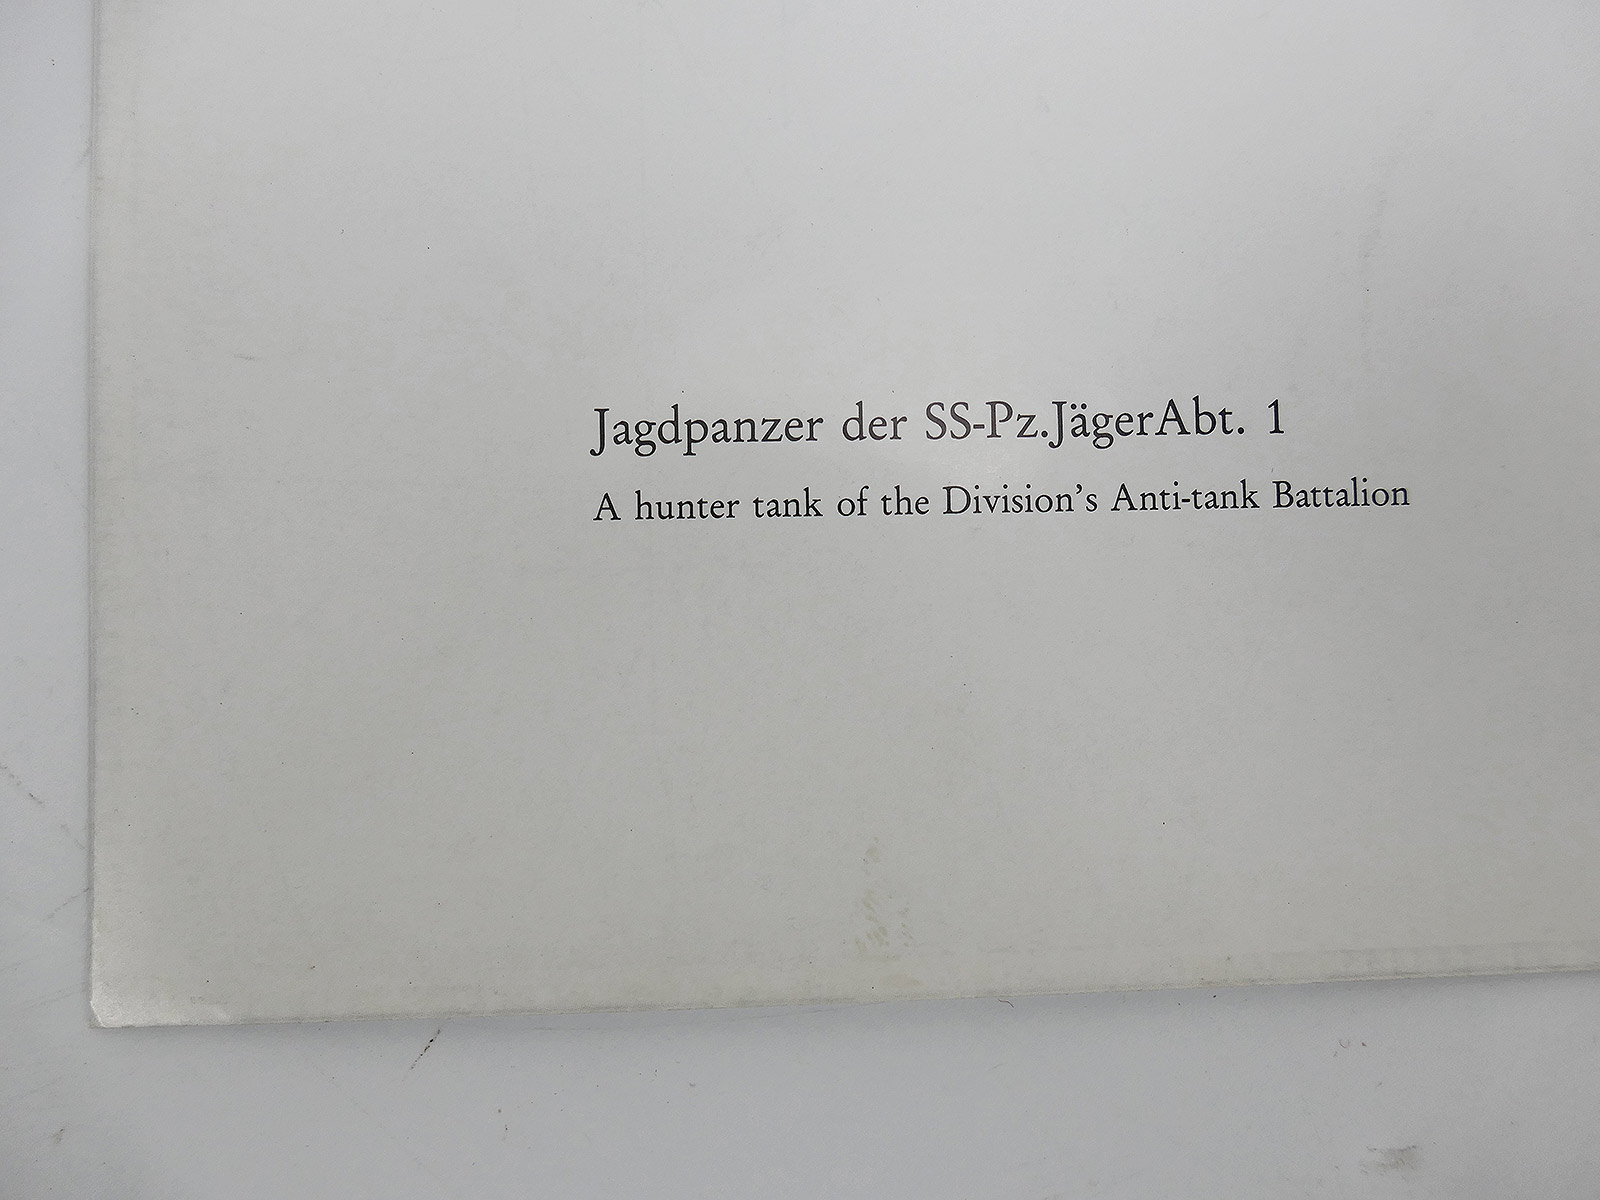 Jagdpanzer der SS-Pz.JägerAbt. 1
A hunter tank of the Division's Anti-tank Battalion